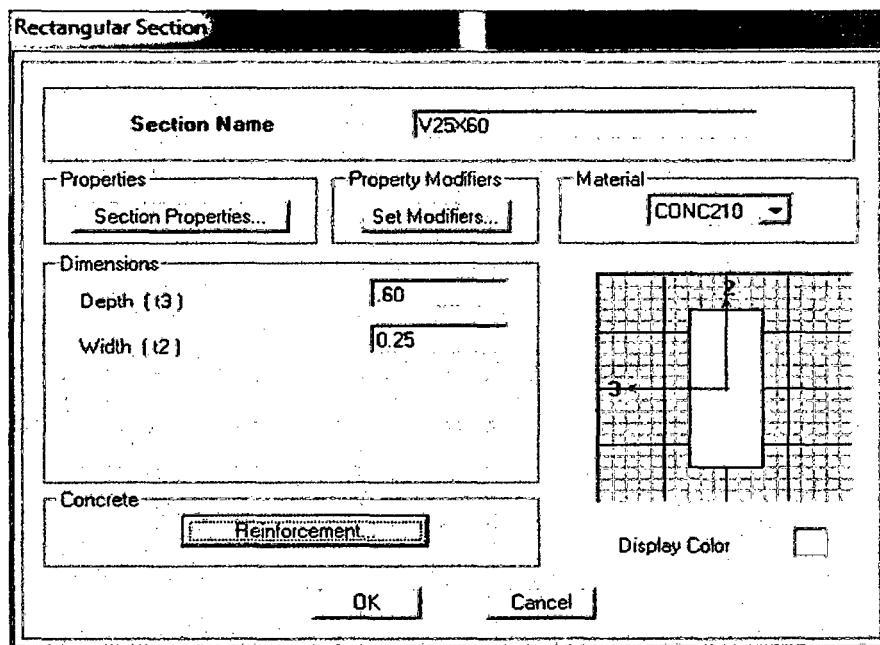 Rectangular Section
Section Name
V25X60
Properties
Section Properties...
Property Modifiers
Set Modifiers...
Material
CONC210
Dimensions
Depth ( t3 )
.60
Width ( t2 )
0.25
2
3
Concrete
Reinforcement...
Display Color
OK
Cancel